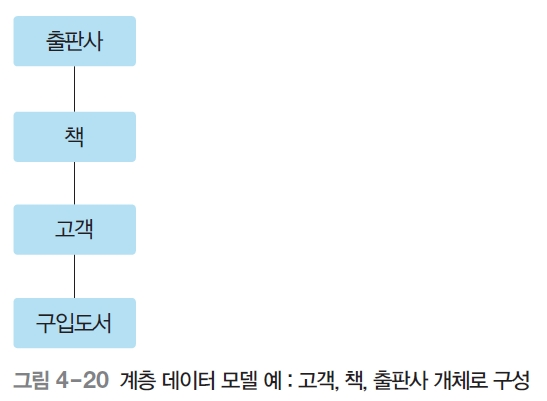 출판사
책
고객
구입도서
그림 4-20 계층 데이터 모델 예 : 고객, 책, 출판사 개체로 구성